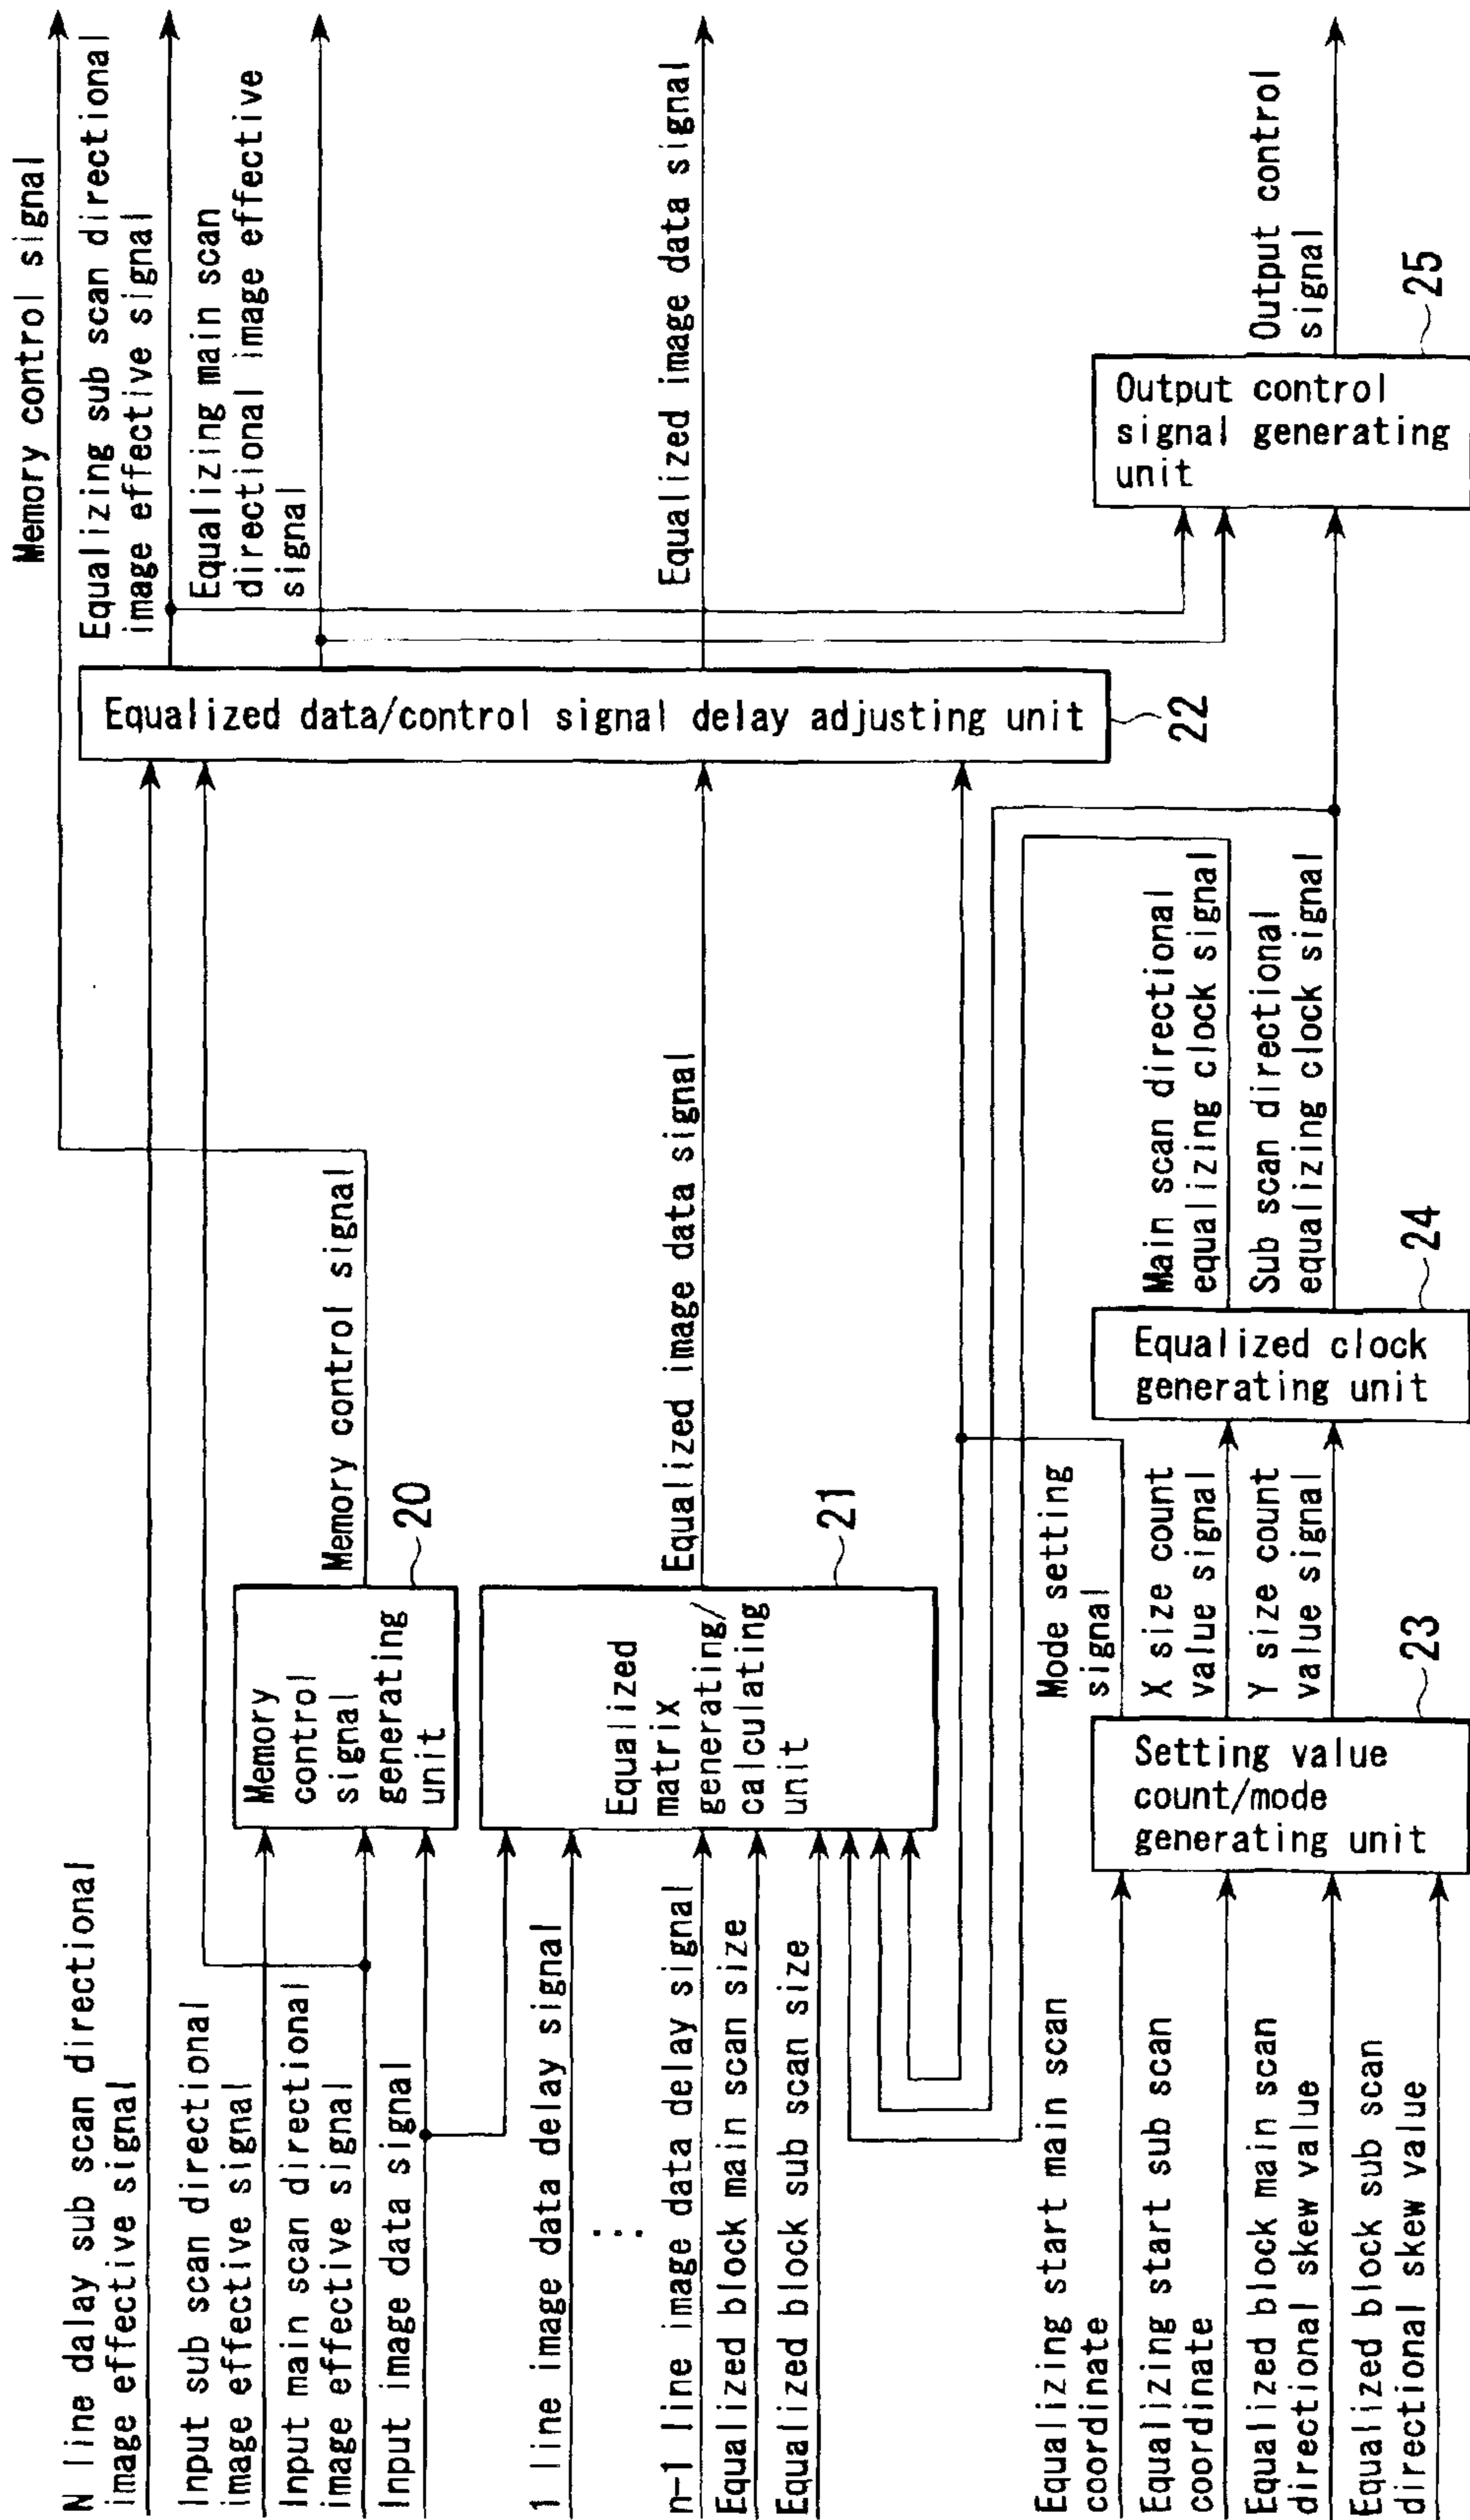 N line dalay sub scan directional
image effective signal
Input sub scan directional
image effective signal
Input main scan directional
image effective signal
Input image data signal
1 line image data delay signal
...
n-1 line image data delay signal
Equalized block main scan size
Equalized block sub scan size
Equalizing start main scan
coordinate
Equalizing start sub scan
coordinate
Equalized block main scan
directional skew value
Equalized block sub scan
directional skew value
Memory
control
signal
generating
unit
20
Memory control signal
Equalized
matrix
generating/
calculating
unit
21
Equalized image data signal
Setting value
count/mode
generating unit
23
Mode setting
signal
X size count
value signal
Y size count
value signal
Equalized clock
generating unit
24
Main scan directional
equalizing clock signal
Sub scan directional
equalizing clock signal
Equalized data/control signal delay adjusting unit
22
Memory control signal
Equalizing sub scan directional
image effective signal
Equalizing main scan
directional image effective
signal
Equalized image data signal
Output control
signal generating
unit
25
Output control
signal